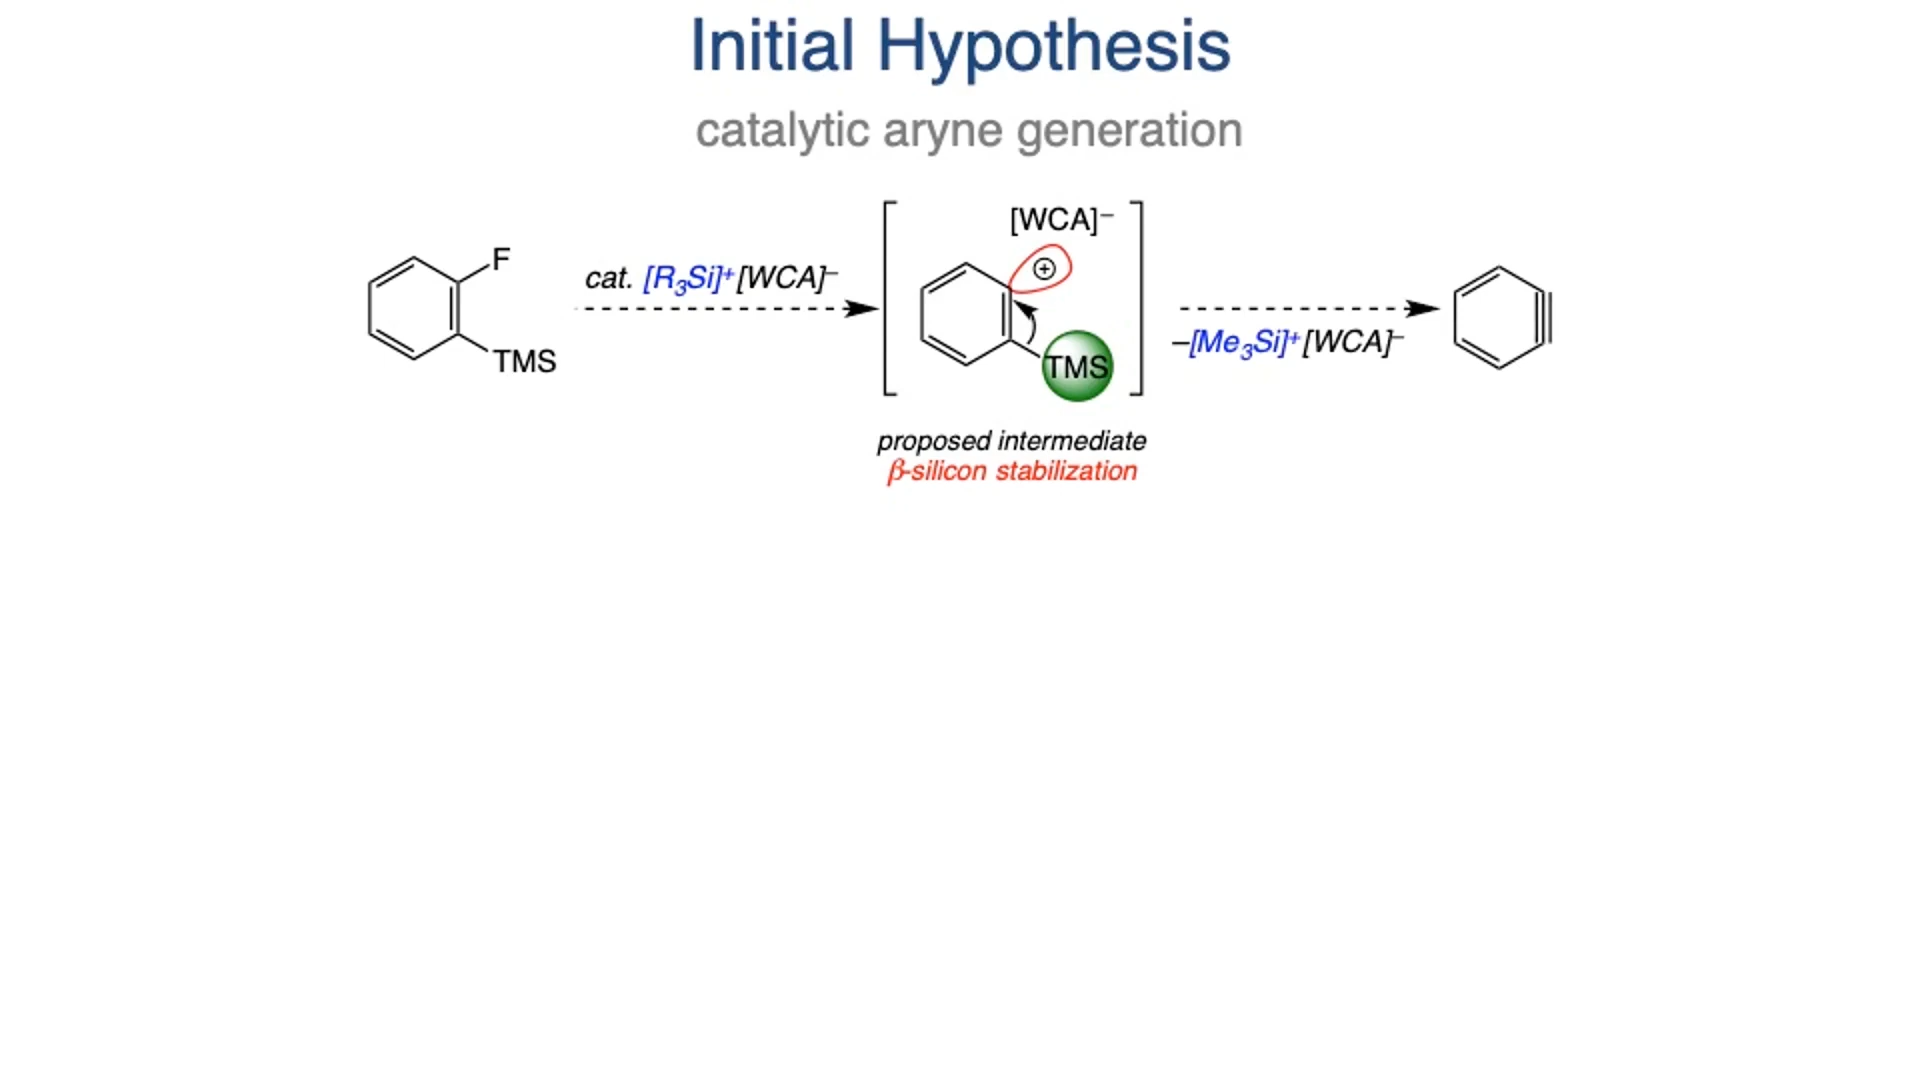 Initial Hypothesis
catalytic aryne generation
F
TMS
cat. [R₃Si]⁺[WCA]⁻
[WCA]⁻
⊕
TMS
–[Me₃Si]⁺[WCA]⁻
proposed intermediate
β-silicon stabilization